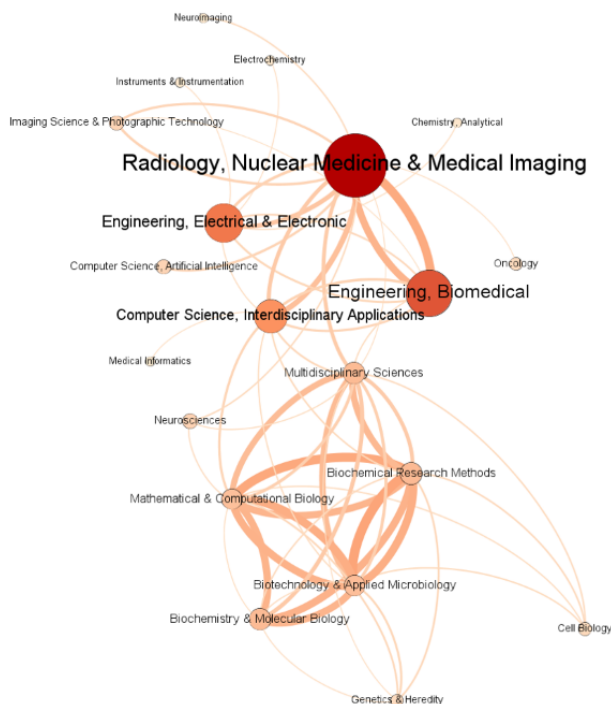 Neuroimaging
Electrochemistry
Instruments & Instrumentation
Imaging Science & Photographic Technology
Chemistry, Analytical
Radiology, Nuclear Medicine & Medical Imaging
Engineering, Electrical & Electronic
Computer Science, Artificial Intelligence
Oncology
Engineering, Biomedical
Computer Science, Interdisciplinary Applications
Medical Informatics
Multidisciplinary Sciences
Neurosciences
Biochemical Research Methods
Mathematical & Computational Biology
Biotechnology & Applied Microbiology
Biochemistry & Molecular Biology
Cell Biology
Genetics & Heredity